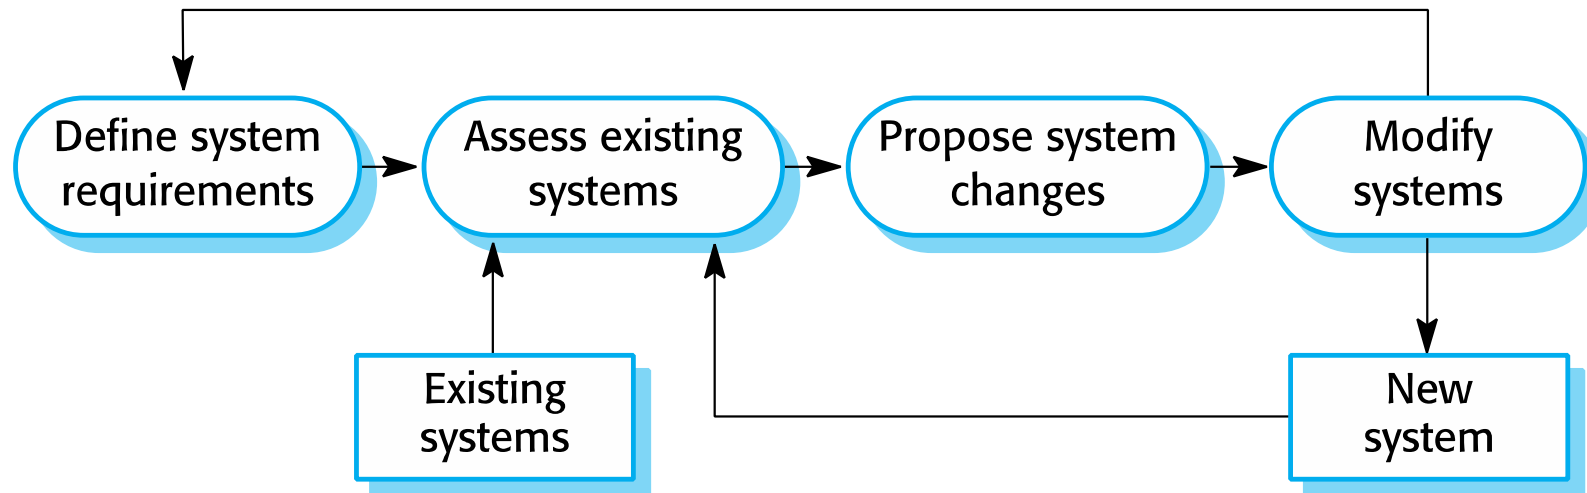 Define system
requirements
Assess existing
systems
Propose system
changes
Modify
systems
Existing
systems
New
system